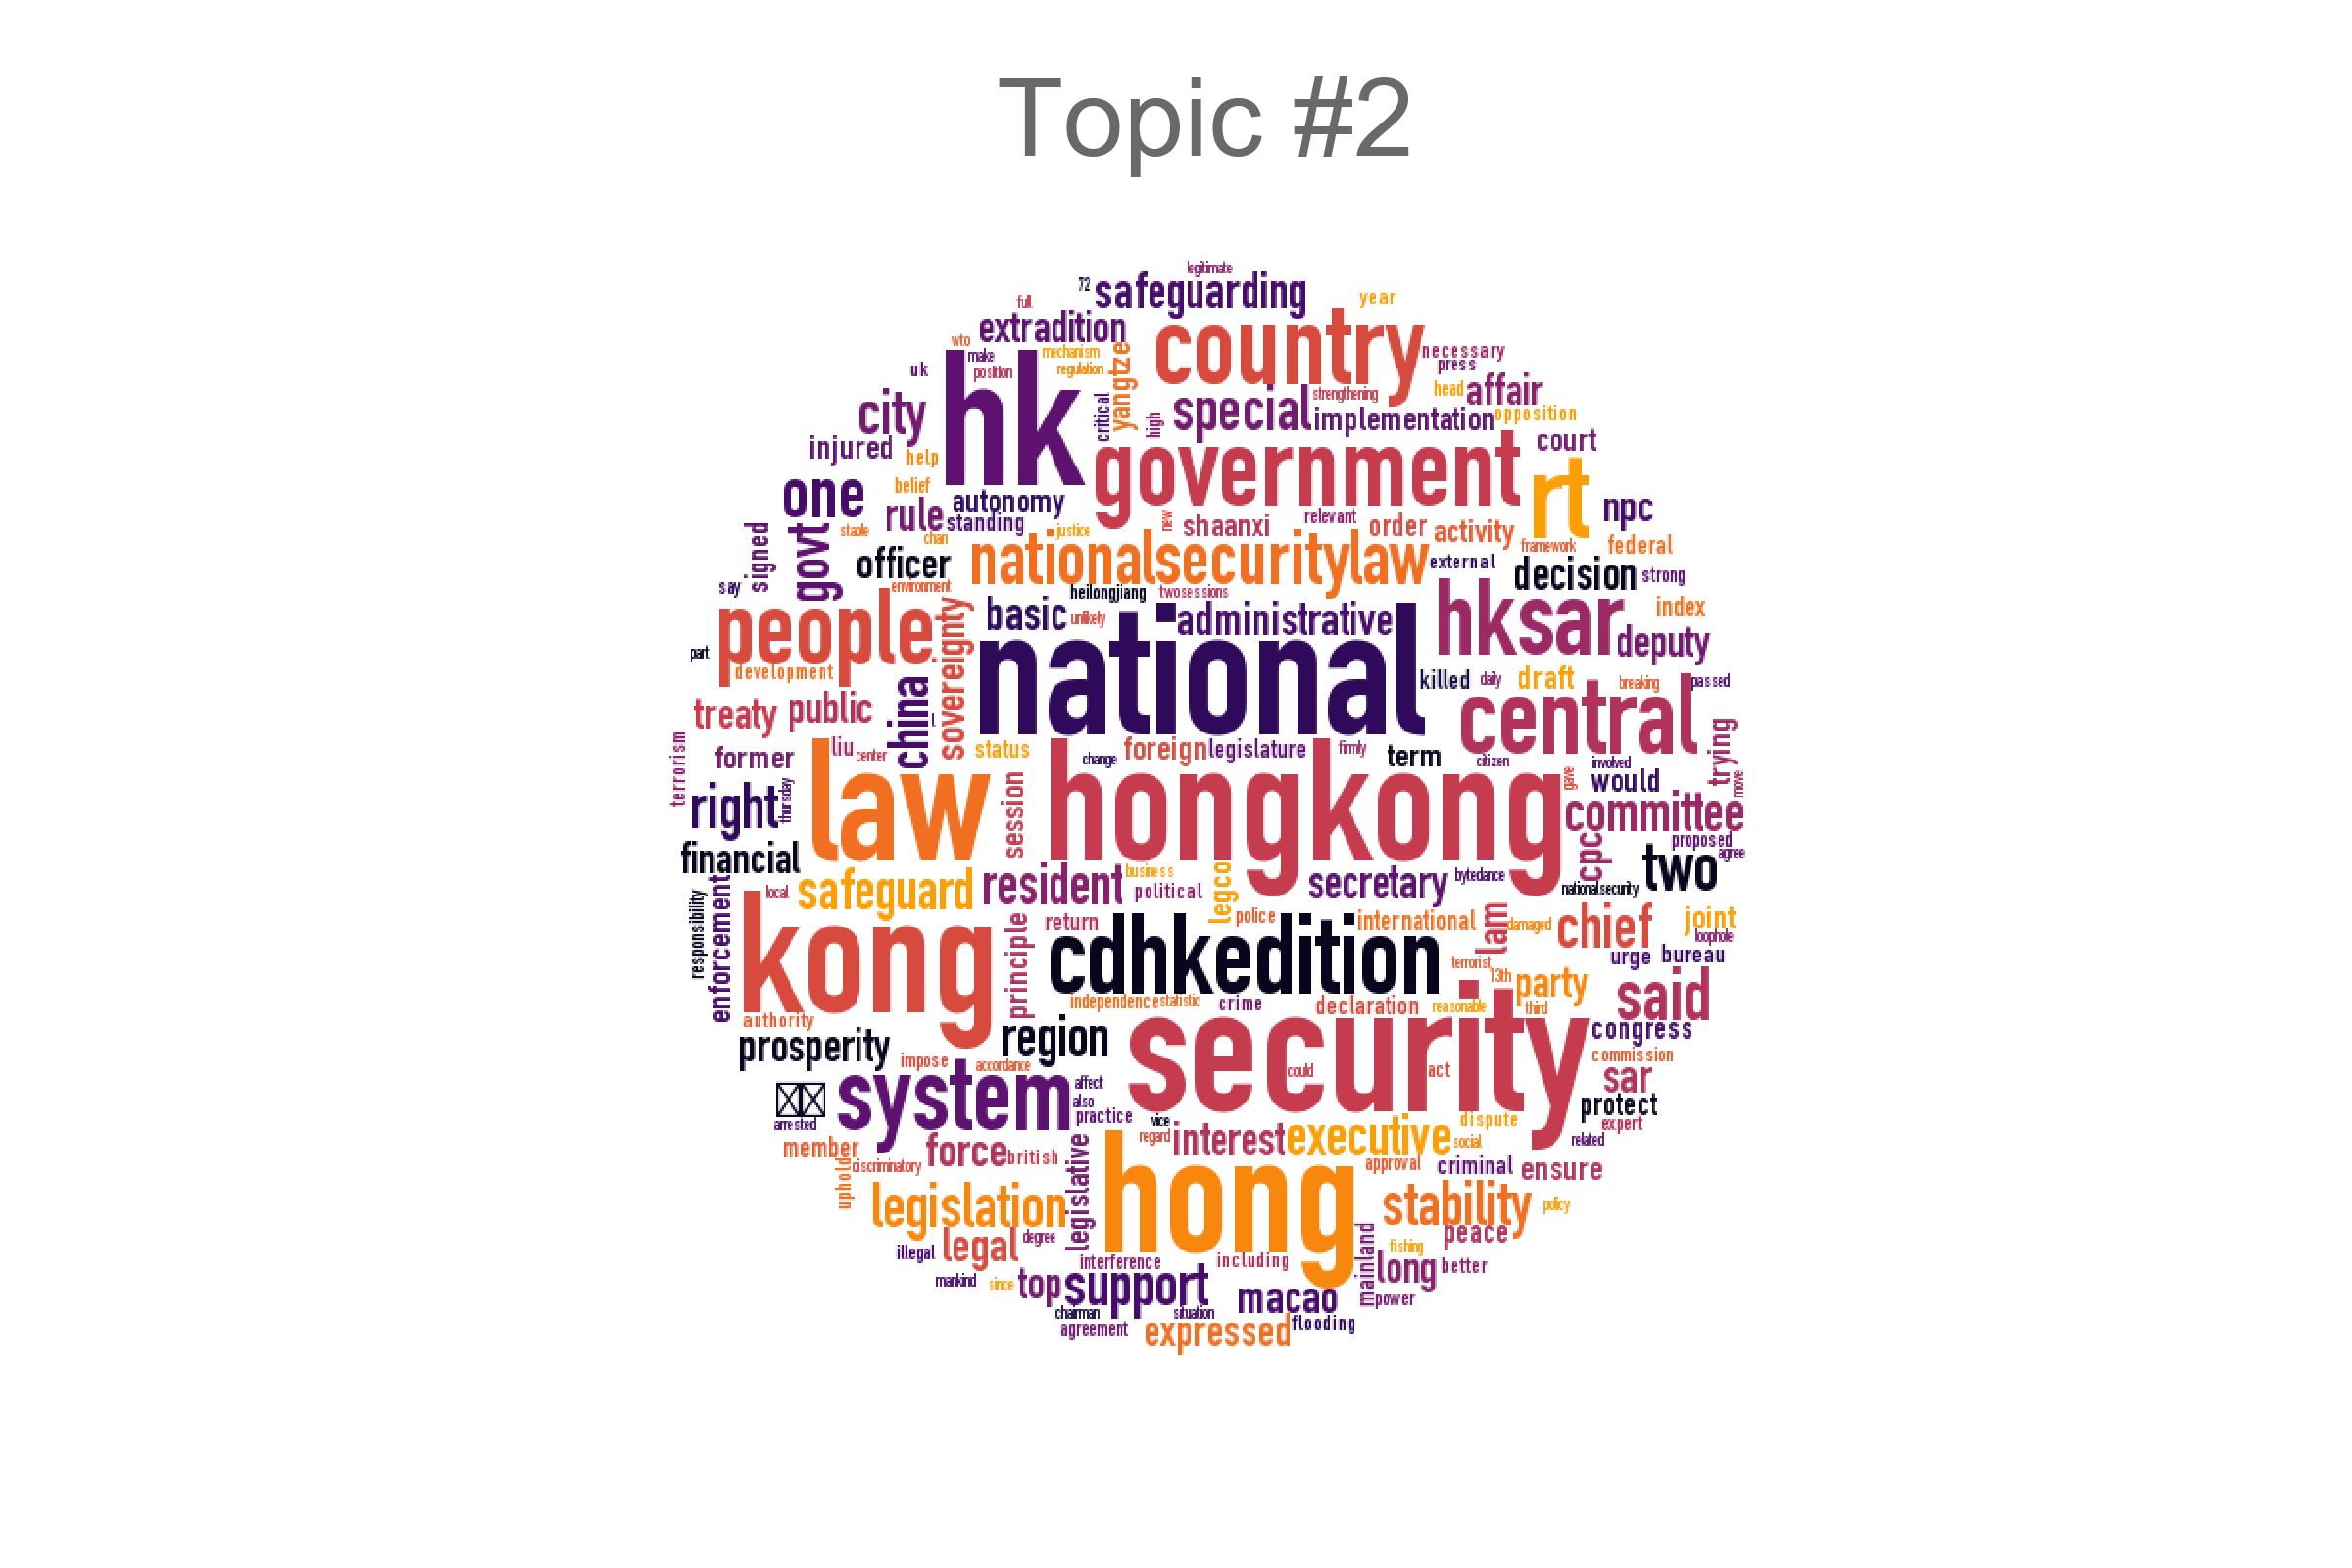 Topic #2
legitimate
72
safeguarding
year
full
extradition
country
wto
make
mechanism
yangtze
necessary
uk
position
regulation
press
hk
city
critical
high
special
strengthening
head
affair
implementation
opposition
injured
help
government
court
one
belief
autonomy
rt
npc
rule
standing
new
shaanxi
relevant
order
activity
signed
govt
stable
chan
justice
officer
nationalsecuritylaw
external
framework
federal
decision
strong
say
people
environment
heilongjiang
twosessions
sovereignty
basic
unlikely
administrative
hksar
index
deputy
part
development
national
killed
daily
draft
breaking
passed
china
treaty
public
central
terrorism
former
liu
center
status
foreign
legislature
change
firmly
term
citizen
involved
trying
move
law
session
hongkong
gave
would
right
thursday
committee
financial
proposed
agree
cpc
two
safeguard
resident
business
political
legco
secretary
bytedance
nationalsecurity
local
enforcement
responsibility
kong
principle
return
police
international
lam
damaged
chief
joint
loophole
cdhkedition
urge
bureau
terrorist
13th
party
said
authority
independence
statistic
crime
declaration
reasonable
third
congress
prosperity
region
security
commission
impose
accordance
could
act
sar
system
affect
also
practice
protect
arrested
vice
dispute
expert
member
force
british
regard
interest
executive
social
related
uphold
discriminatory
legislative
hong
approval
criminal
ensure
legislation
stability
policy
illegal
legal
degree
peace
mainland
fishing
interference
including
long
better
mankind
since
top
support
macao
power
chairman
situation
agreement
expressed
flooding